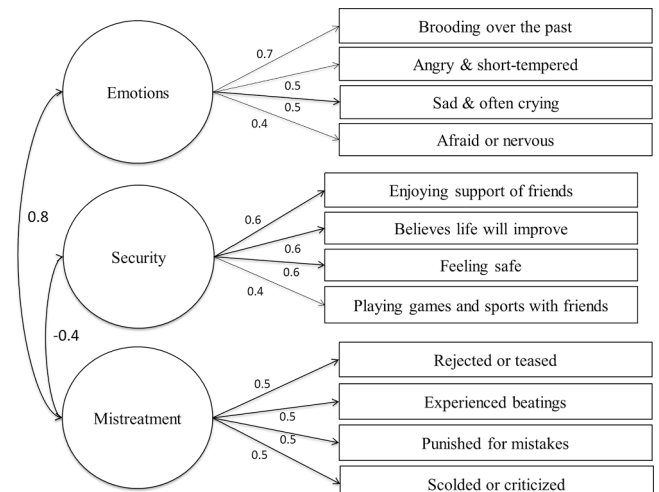 Brooding over the past
0.7
Emotions
Angry & short-tempered
0.5
0.5
Sad & often crying
0.4
Afraid or nervous
0.8
Enjoying support of friends
0.6
Security
Believes life will improve
0.6
0.6
Feeling safe
0.4
Playing games and sports with friends
-0.4
Rejected or teased
0.5
Mistreatment
Experienced beatings
0.5
0.5
Punished for mistakes
0.5
Scolded or criticized